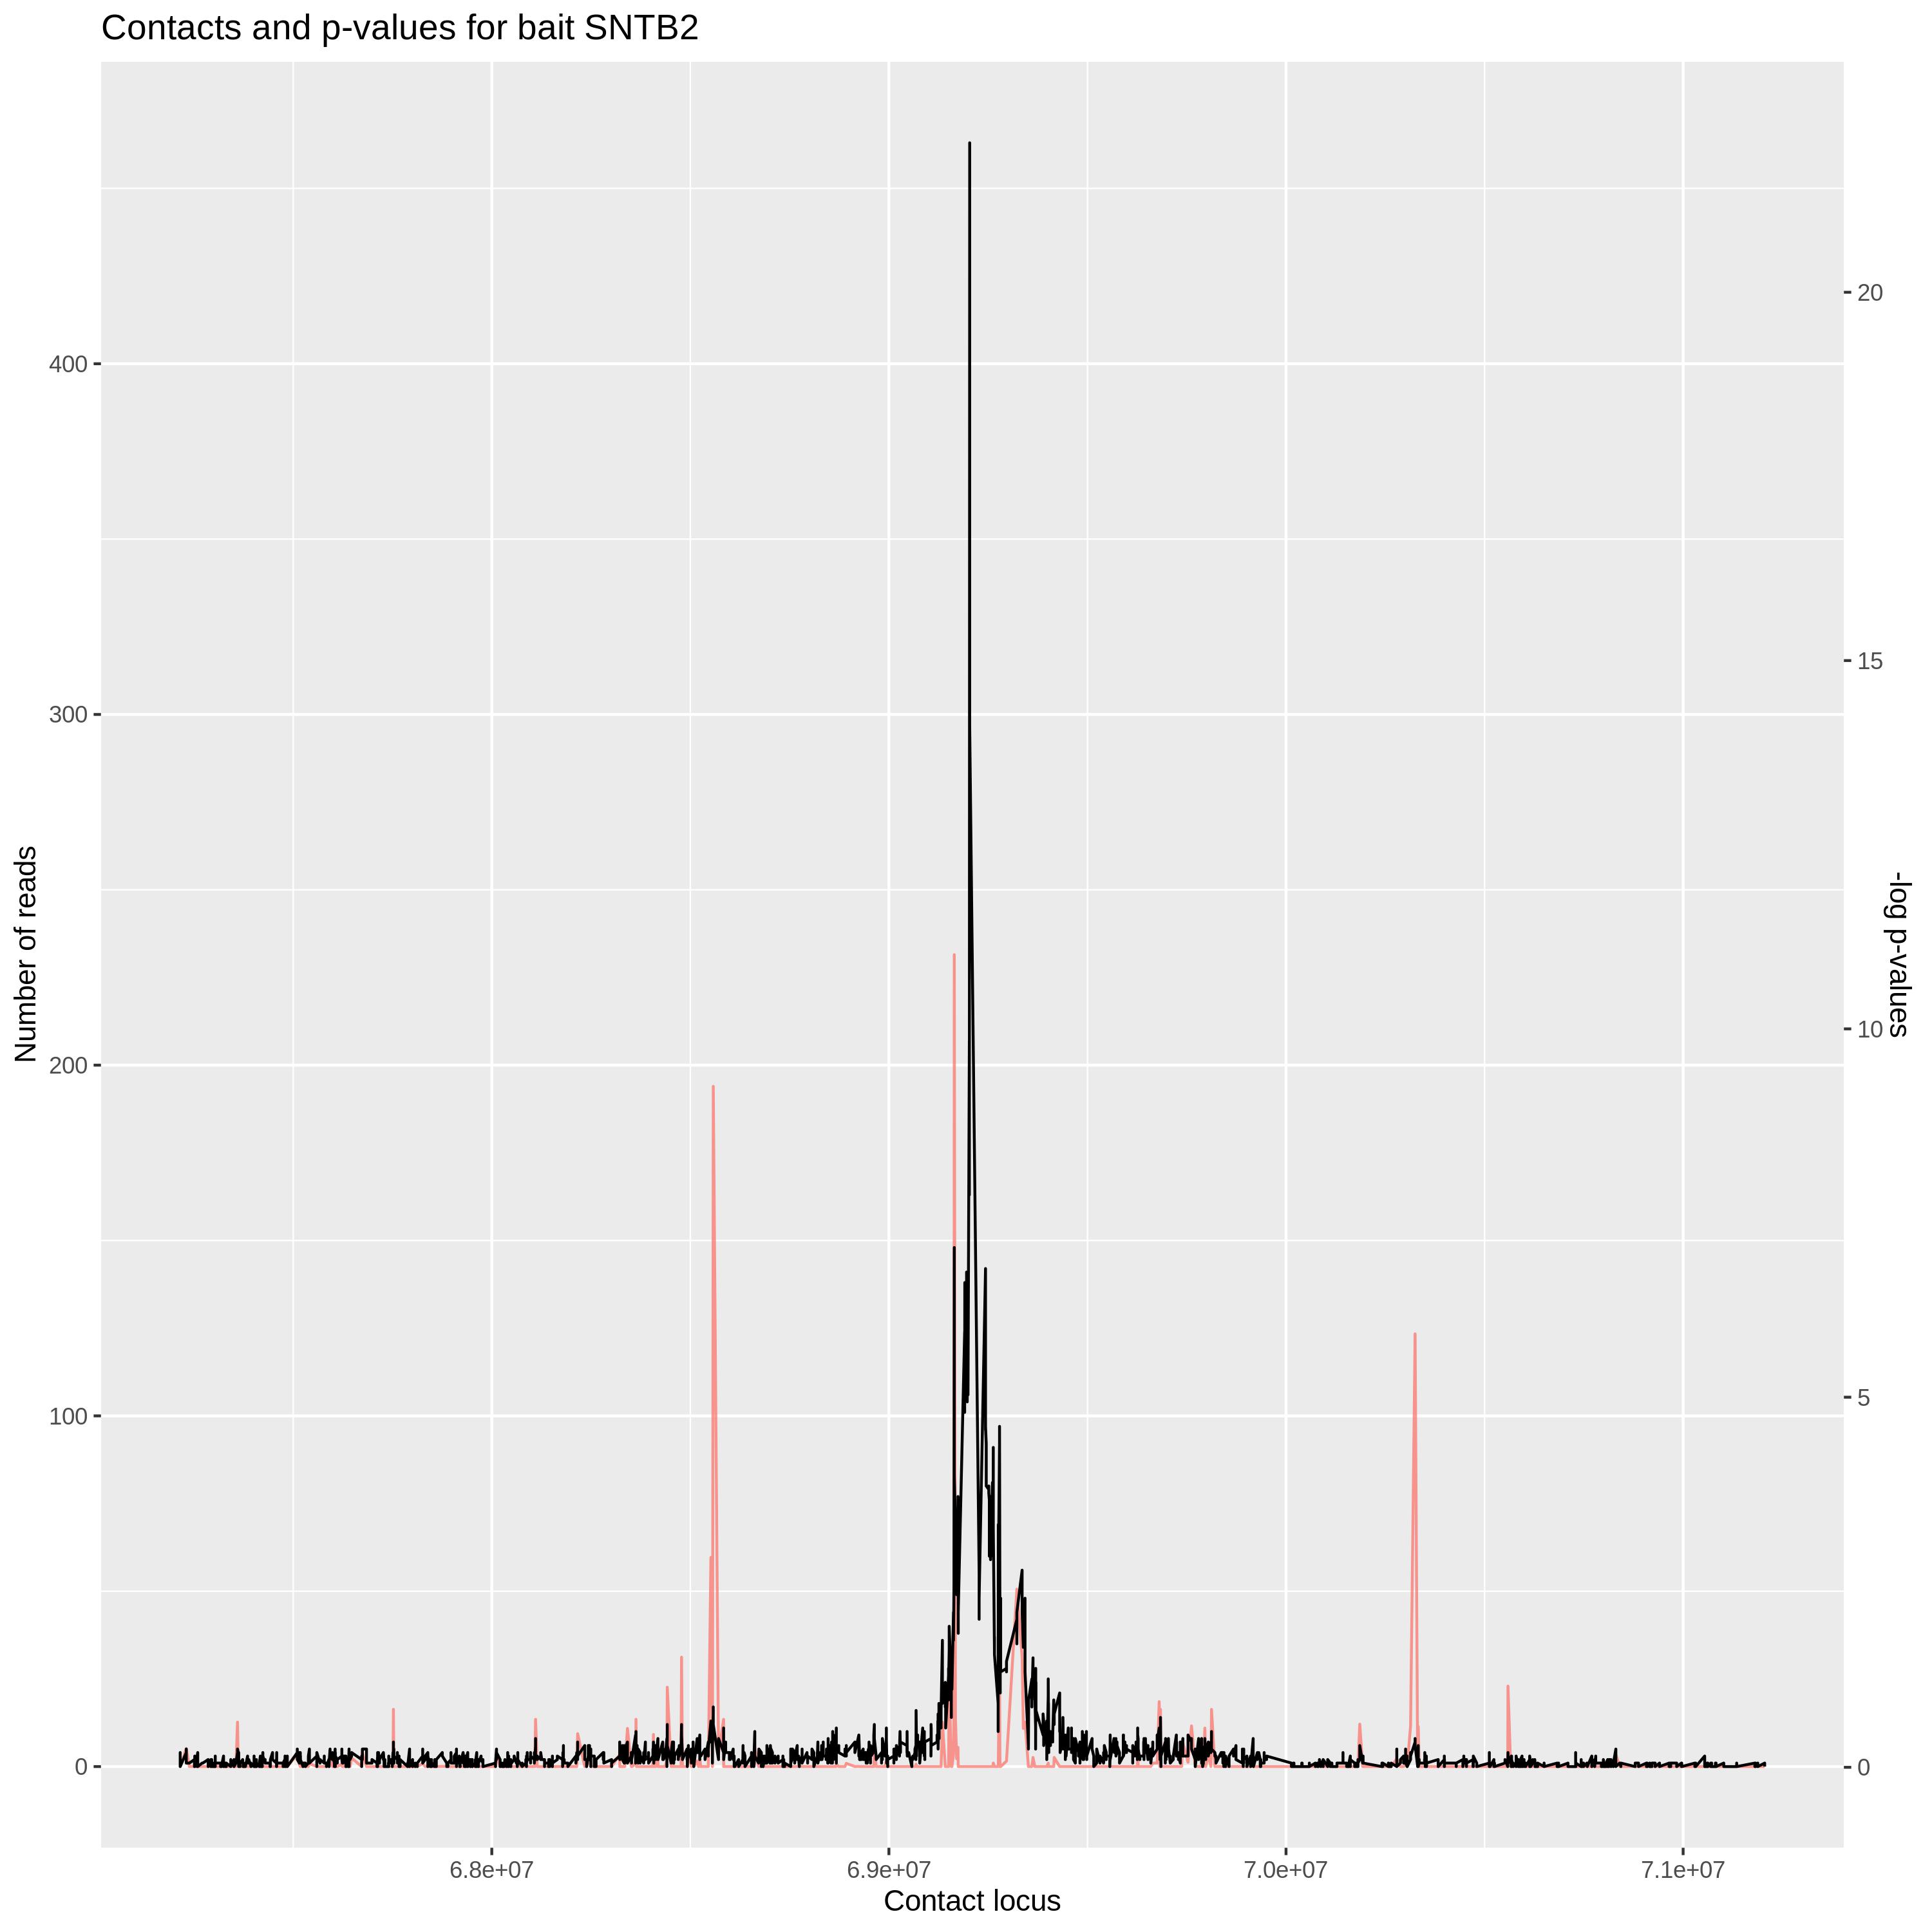 Contacts and p-values for bait SNTB2
Number of reads
400
300
200
100
0
20
15
10
5
0
-log p-values
6.8e+07
6.9e+07
7.0e+07
7.1e+07
Contact locus